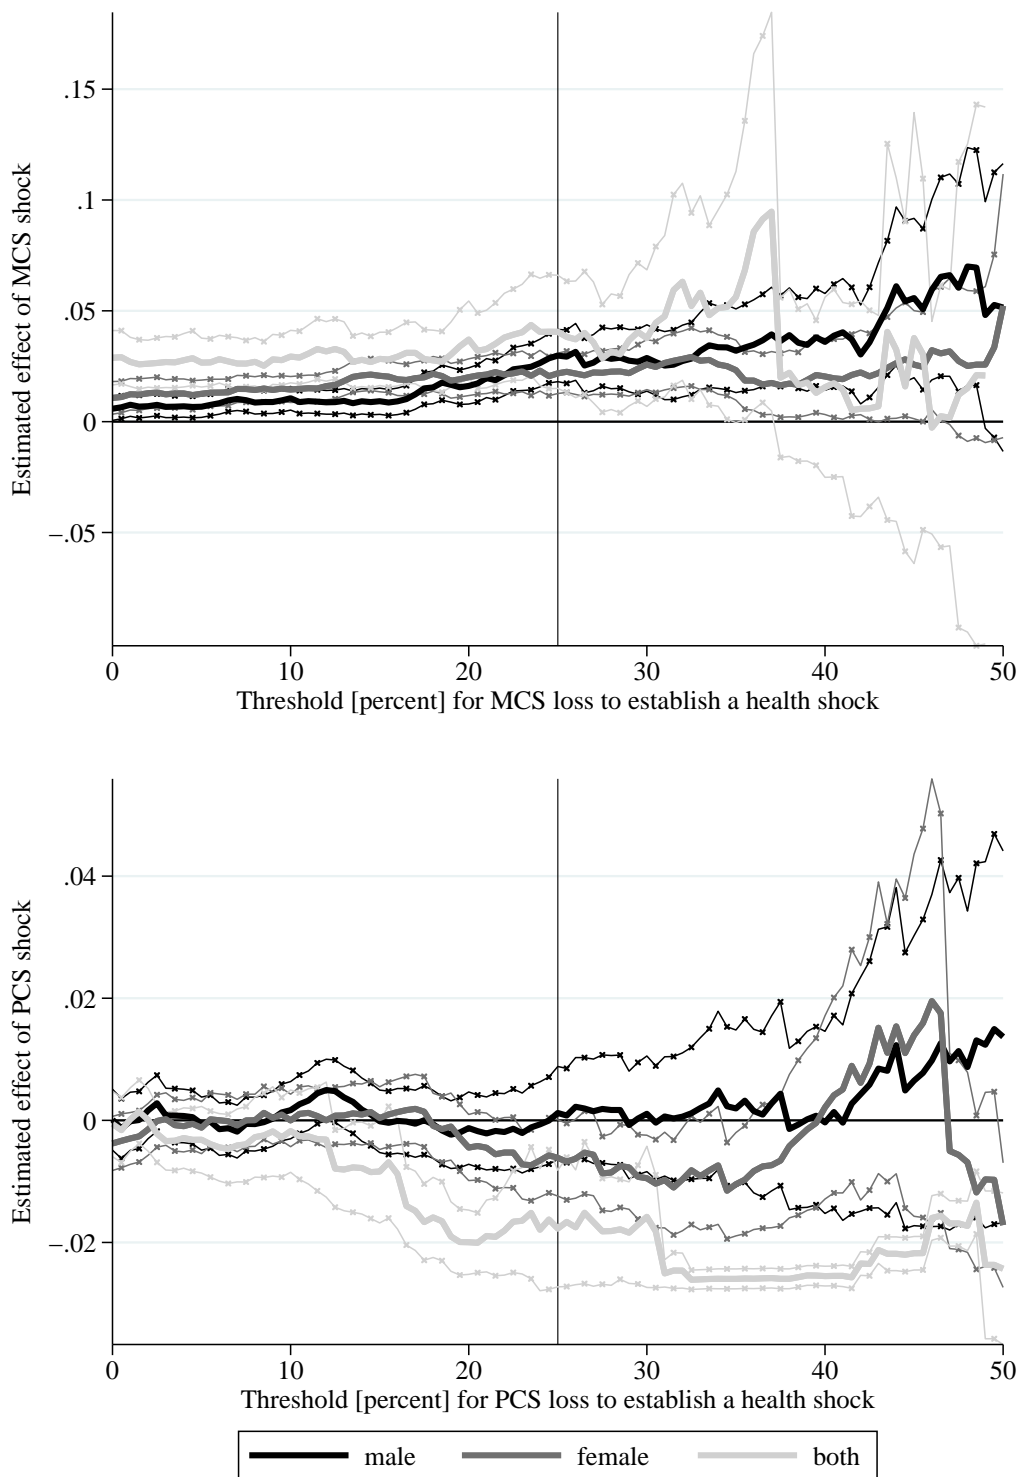 Estimated effect of MCS shock
.15
.1
.05
0
−.05
0 10 20 30 40 50
Threshold [percent] for MCS loss to establish a health shock
Estimated effect of PCS shock
.04
.02
0
−.02
0 10 20 30 40 50
Threshold [percent] for PCS loss to establish a health shock
male female both